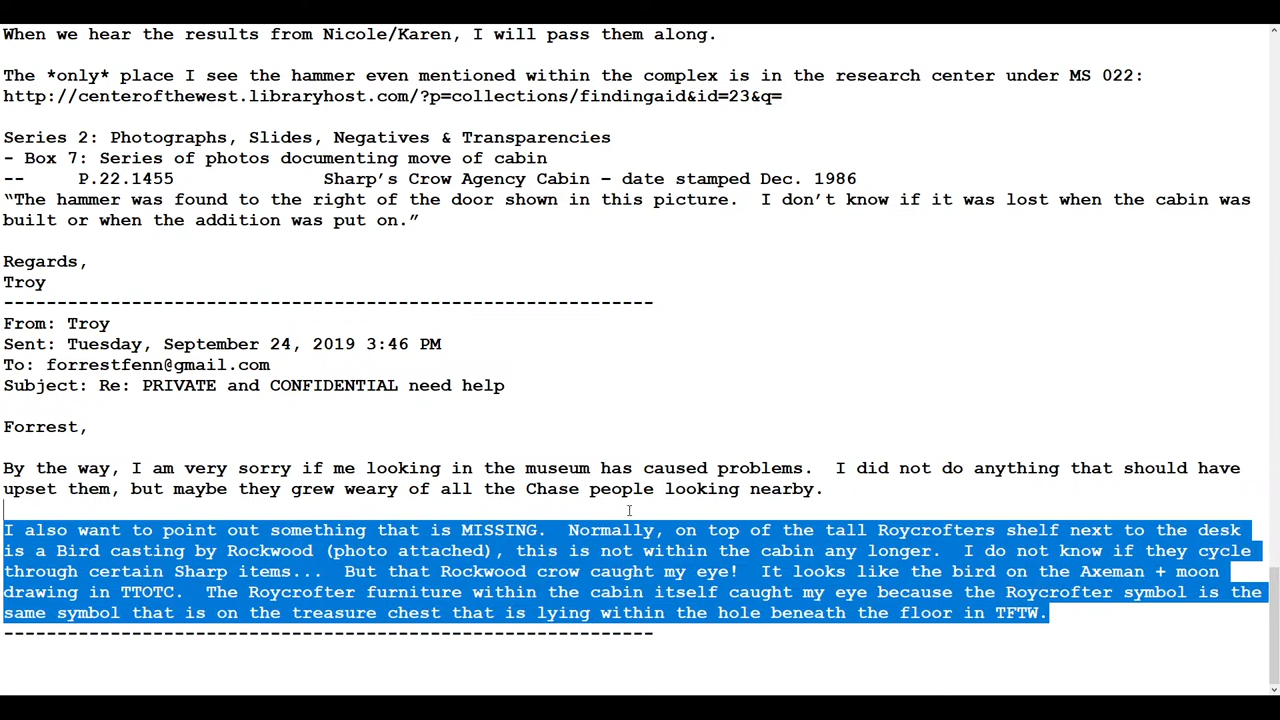 When we hear the results from Nicole/Karen, I will pass them along.
The *only* place I see the hammer even mentioned within the complex is in the research center under MS 022:
http://centerofthewest.libraryhost.com/?p=collections/findingaid&id=23&q=
Series 2: Photographs, Slides, Negatives & Transparencies
- Box 7: Series of photos documenting move of cabin
-- P.22.1455 Sharp’s Crow Agency Cabin – date stamped Dec. 1986
“The hammer was found to the right of the door shown in this picture. I don’t know if it was lost when the cabin was
built or when the addition was put on.”
Regards,
Troy
-------------------------------------------------------------
From: Troy
Sent: Tuesday, September 24, 2019 3:46 PM
To: forrestfenn@gmail.com
Subject: Re: PRIVATE and CONFIDENTIAL need help
Forrest,
By the way, I am very sorry if me looking in the museum has caused problems. I did not do anything that should have
upset them, but maybe they grew weary of all the Chase people looking nearby.
I also want to point out something that is MISSING. Normally, on top of the tall Roycrofters shelf next to the desk
is a Bird casting by Rockwood (photo attached), this is not within the cabin any longer. I do not know if they cycle
through certain Sharp items... But that Rockwood crow caught my eye! It looks like the bird on the Axeman + moon
drawing in TTOTC. The Roycrofter furniture within the cabin itself caught my eye because the Roycrofter symbol is the
same symbol that is on the treasure chest that is lying within the hole beneath the floor in TFTW.
-------------------------------------------------------------